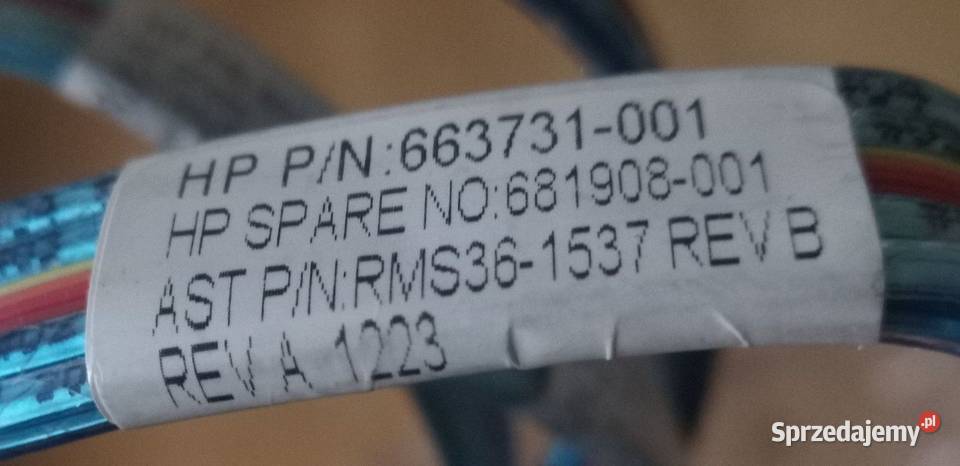 HP P/N:663731-001
HP SPARE NO:681908-001
AST P/N:RMS36-1537 REV B
REV A 1223
Sprzedajemy.pl